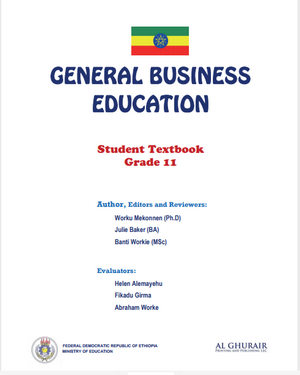 GENERAL BUSINESS
EDUCATION
Student Textbook
Grade 11
Author, Editors and Reviewers:
Worku Mekonnen (Ph.D)
Julie Baker (BA)
Banti Workie (MSc)
Evaluators:
Helen Alemayehu
Fikadu Girma
Abraham Worke
FEDERAL DEMOCRATIC REPUBLIC OF ETHIOPIA
MINISTRY OF EDUCATION
AL GHURAIR
PRINTING AND PUBLISHING LLC